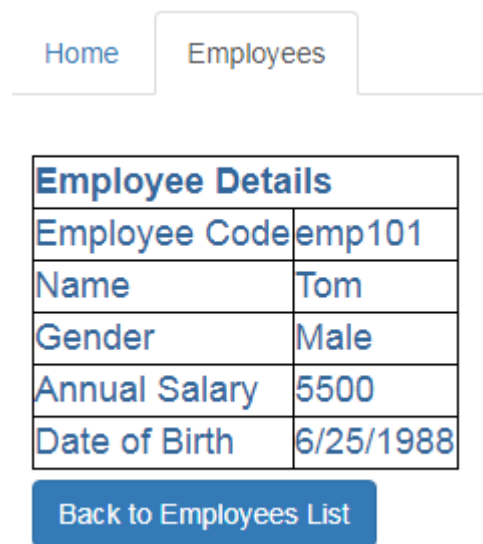 Home Employees
Employee Details
Employee Code emp101
Name Tom
Gender Male
Annual Salary 5500
Date of Birth 6/25/1988
Back to Employees List